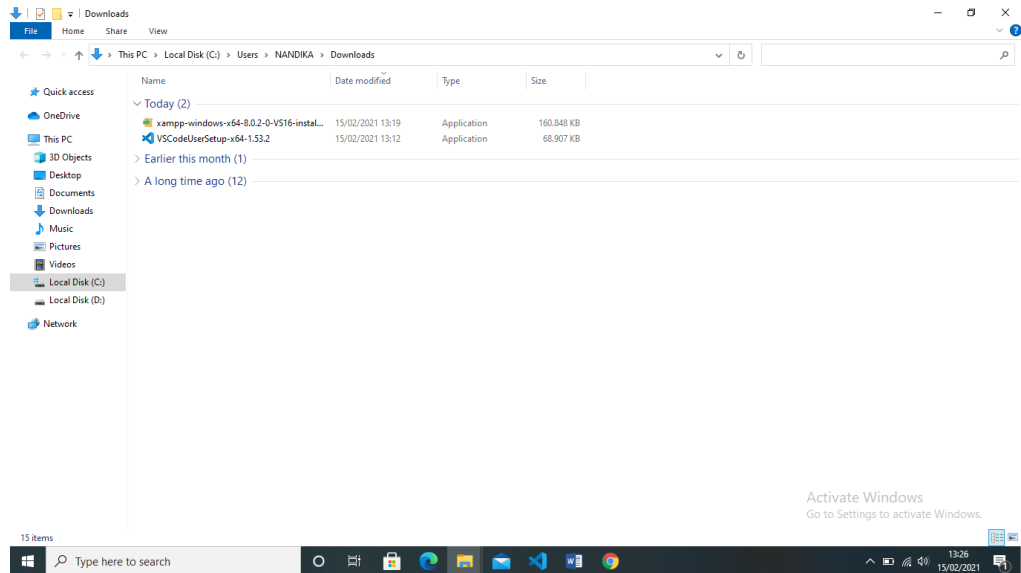 Downloads
File Home Share View
This PC > Local Disk (C:) > Users > NANDIKA > Downloads
Name Date modified Type Size
Quick access
OneDrive
This PC
3D Objects
Desktop
Documents
Downloads
Music
Pictures
Videos
Local Disk (C:)
Local Disk (D:)
Network
Today (2)
xampp-windows-x64-8.0.2-0-VS16-instal... 15/02/2021 13:19 Application 160.848 KB
VSCodeUserSetup-x64-1.53.2 15/02/2021 13:12 Application 68.907 KB
Earlier this month (1)
A long time ago (12)
Activate Windows
Go to Settings to activate Windows.
15 items
Type here to search
13:26
15/02/2021